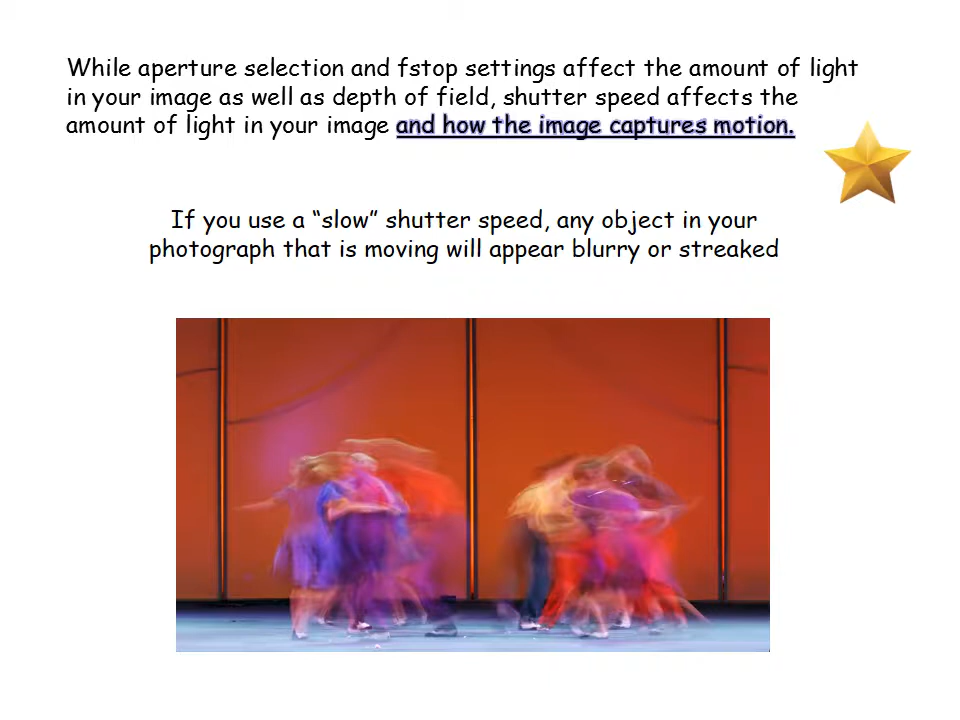 While aperture selection and fstop settings affect the amount of light
in your image as well as depth of field, shutter speed affects the
amount of light in your image and how the image captures motion.
If you use a “slow” shutter speed, any object in your
photograph that is moving will appear blurry or streaked